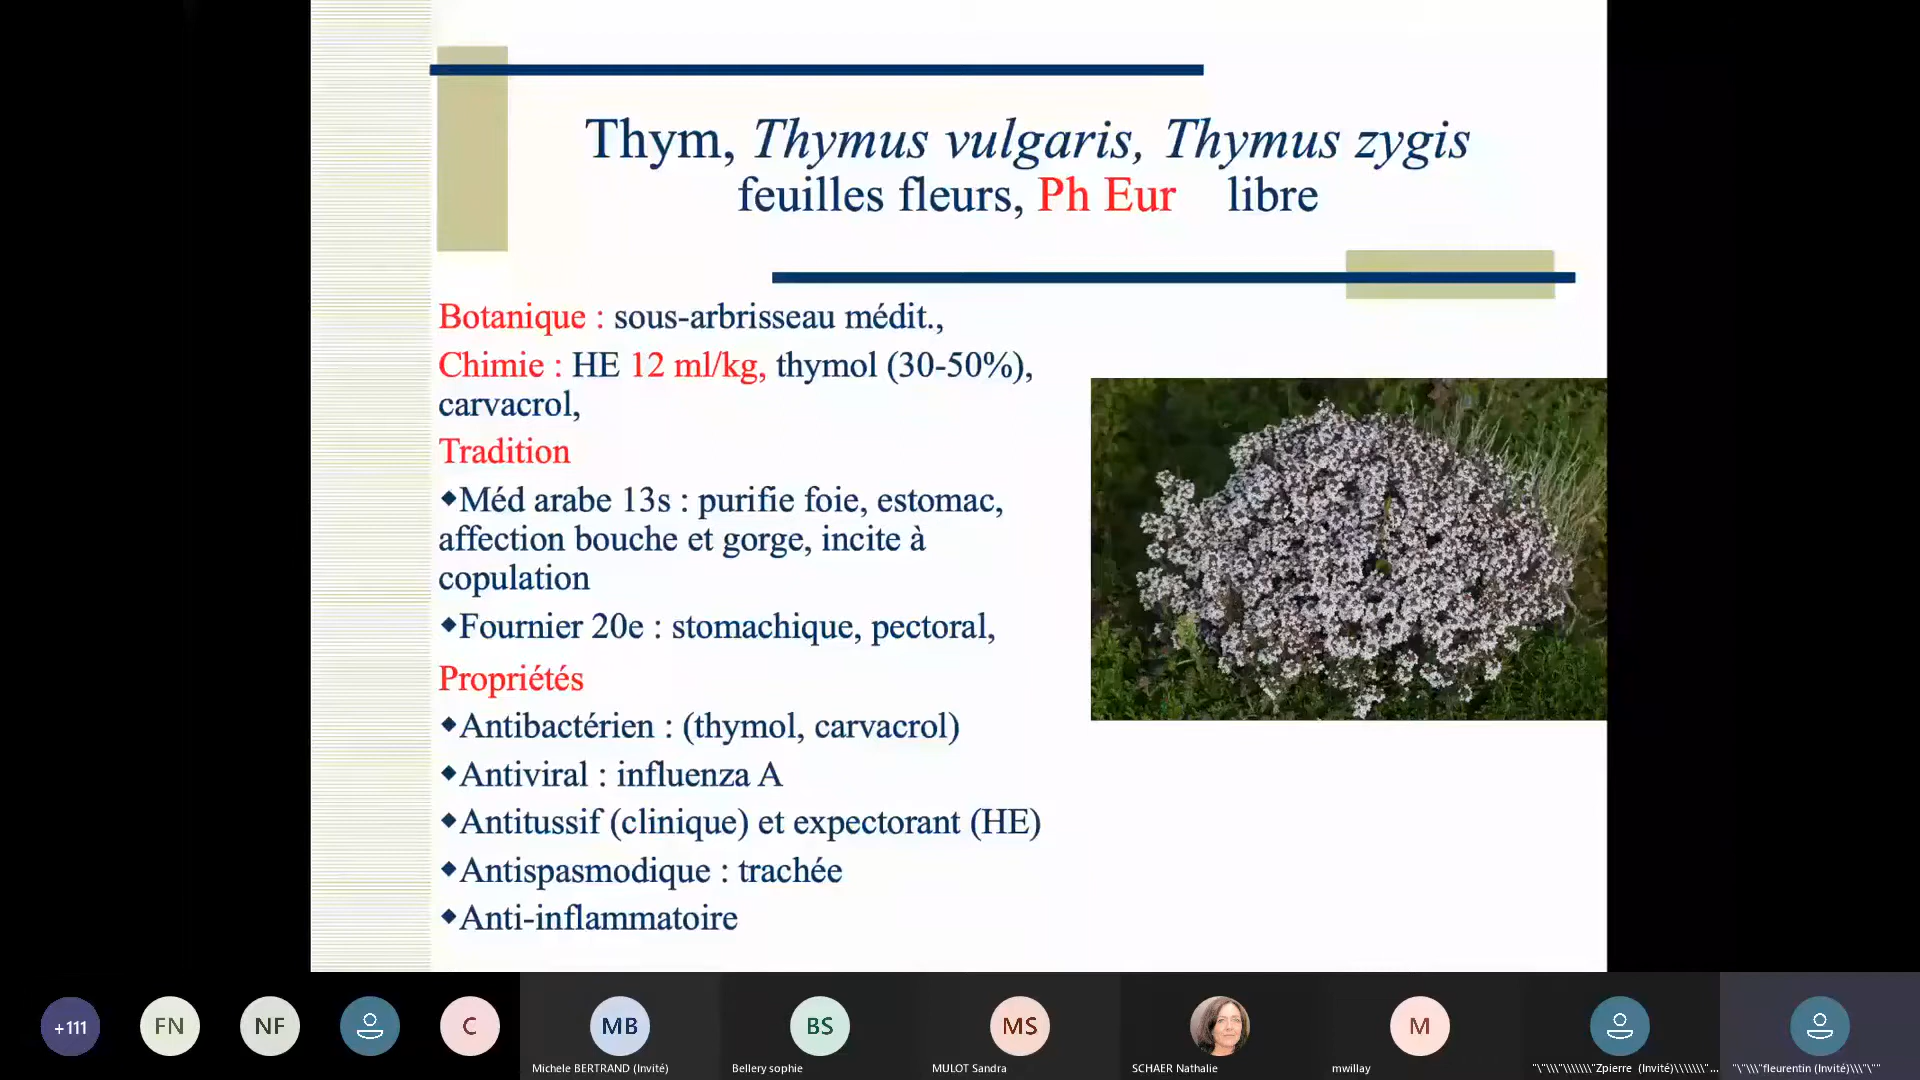 Thym, Thymus vulgaris, Thymus zygis
feuilles fleurs, Ph Eur libre
Botanique : sous-arbrisseau médit.,
Chimie : HE 12 ml/kg, thymol (30-50%),
carvacrol,
Tradition
◆Méd arabe 13s : purifie foie, estomac,
affection bouche et gorge, incite à
copulation
◆Fournier 20e : stomachique, pectoral,
Propriétés
◆Antibactérien : (thymol, carvacrol)
◆Antiviral : influenza A
◆Antitussif (clinique) et expectorant (HE)
◆Antispasmodique : trachée
◆Anti-inflammatoire
+111
FN
NF
C
MB
BS
MS
M
Michele BERTRAND (Invité)
Bellery sophie
MULOT Sandra
SCHAER Nathalie
mwillay
"\"\\\"\\\\\\\"Zpierre (Invité)\\\\\\\"...
"\"\\\"fleurentin (Invité)\\\"\""